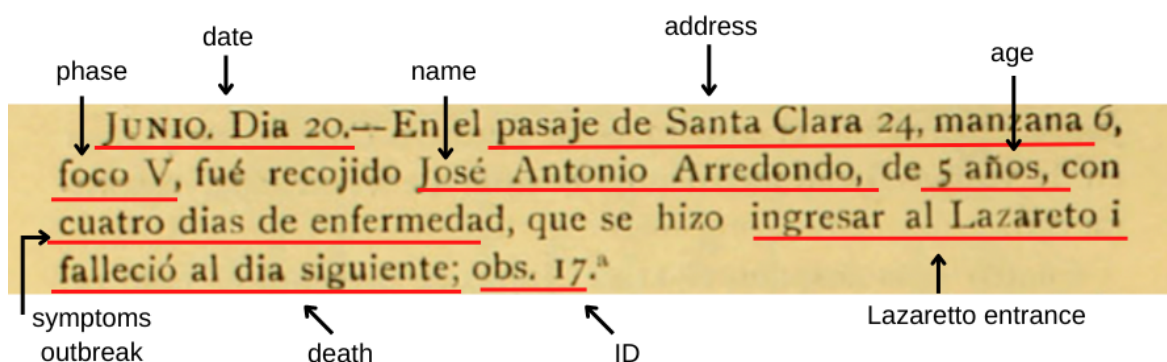 address
date
age
phase
name
JUNIO. Dia 20.—En el pasaje de Santa Clara 24, manzana 6,
foco V, fué recojido José Antonio Arredondo, de 5 años, con
cuatro dias de enfermedad, que se hizo ingresar al Lazareto i
falleció al dia siguiente; obs. 17.ª
symptoms
outbreak
death
ID
Lazaretto entrance